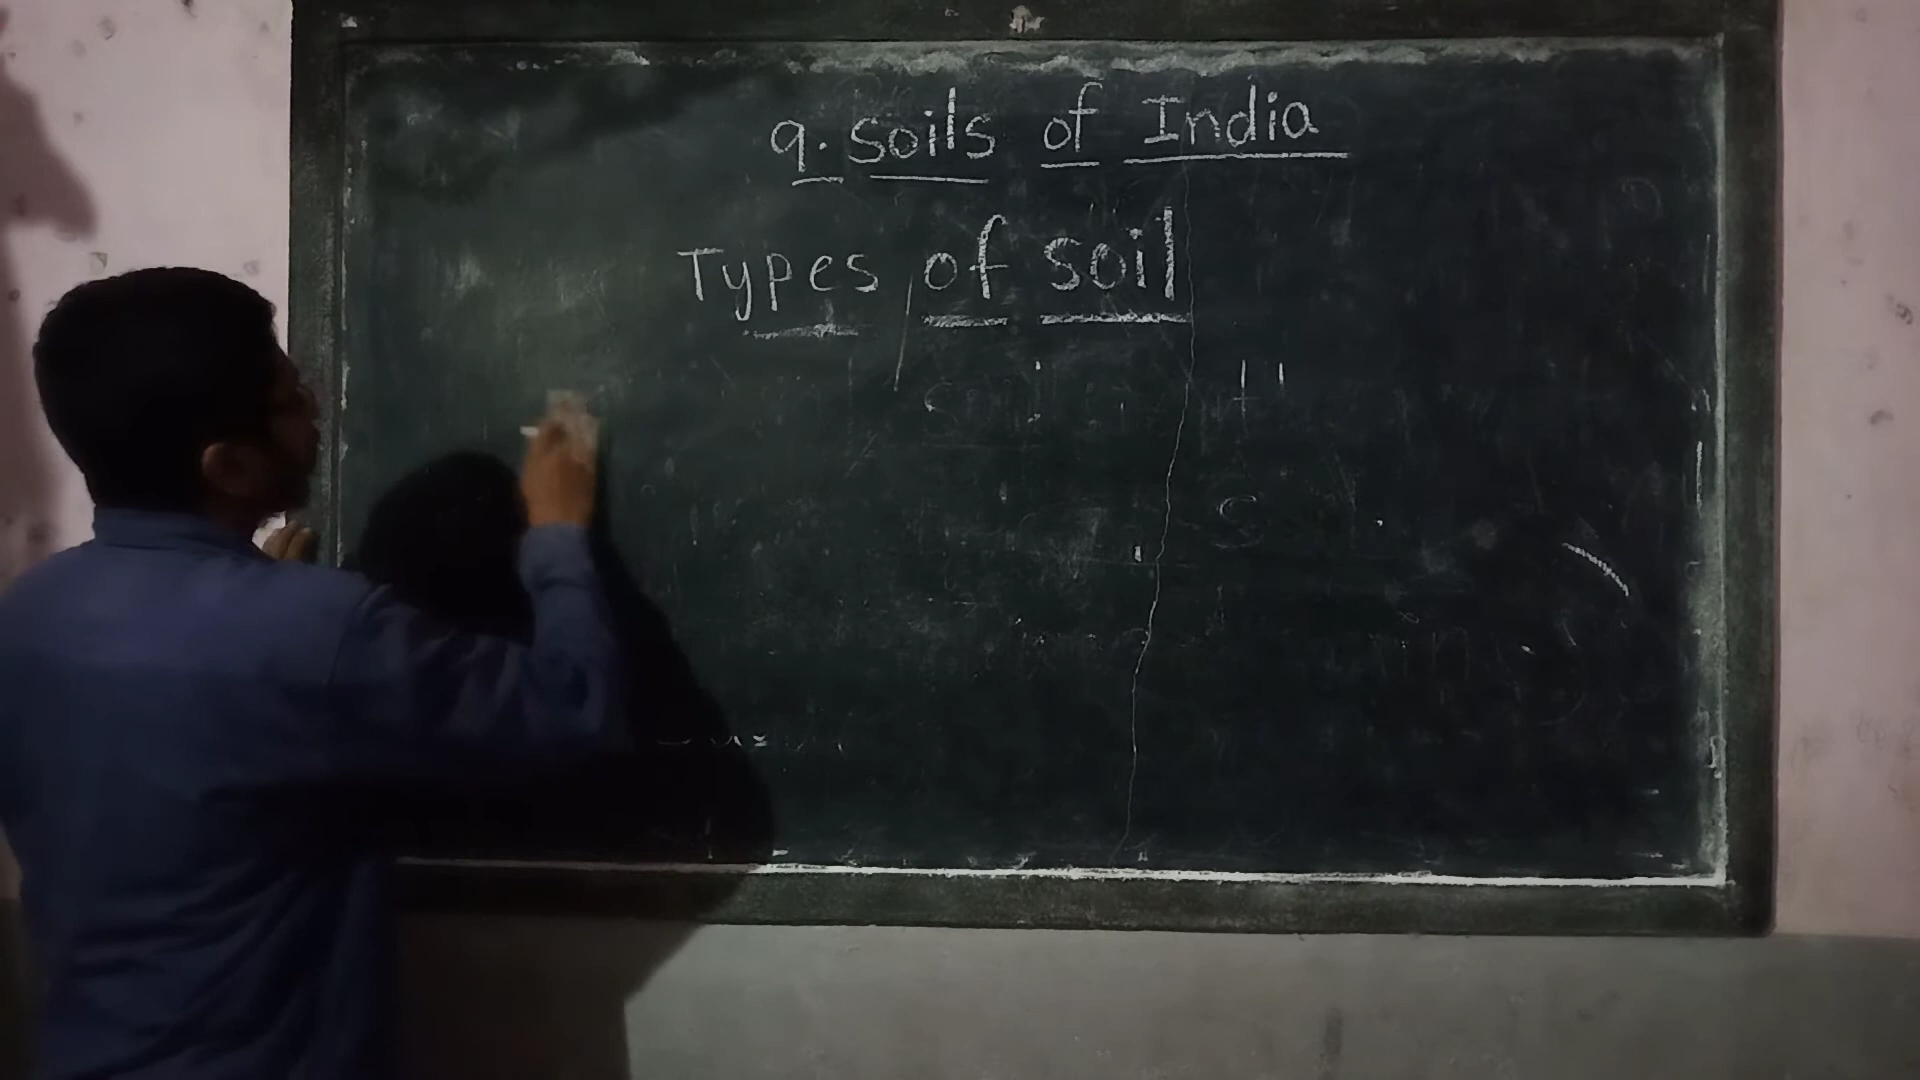 9. Soils of India
Types of soil